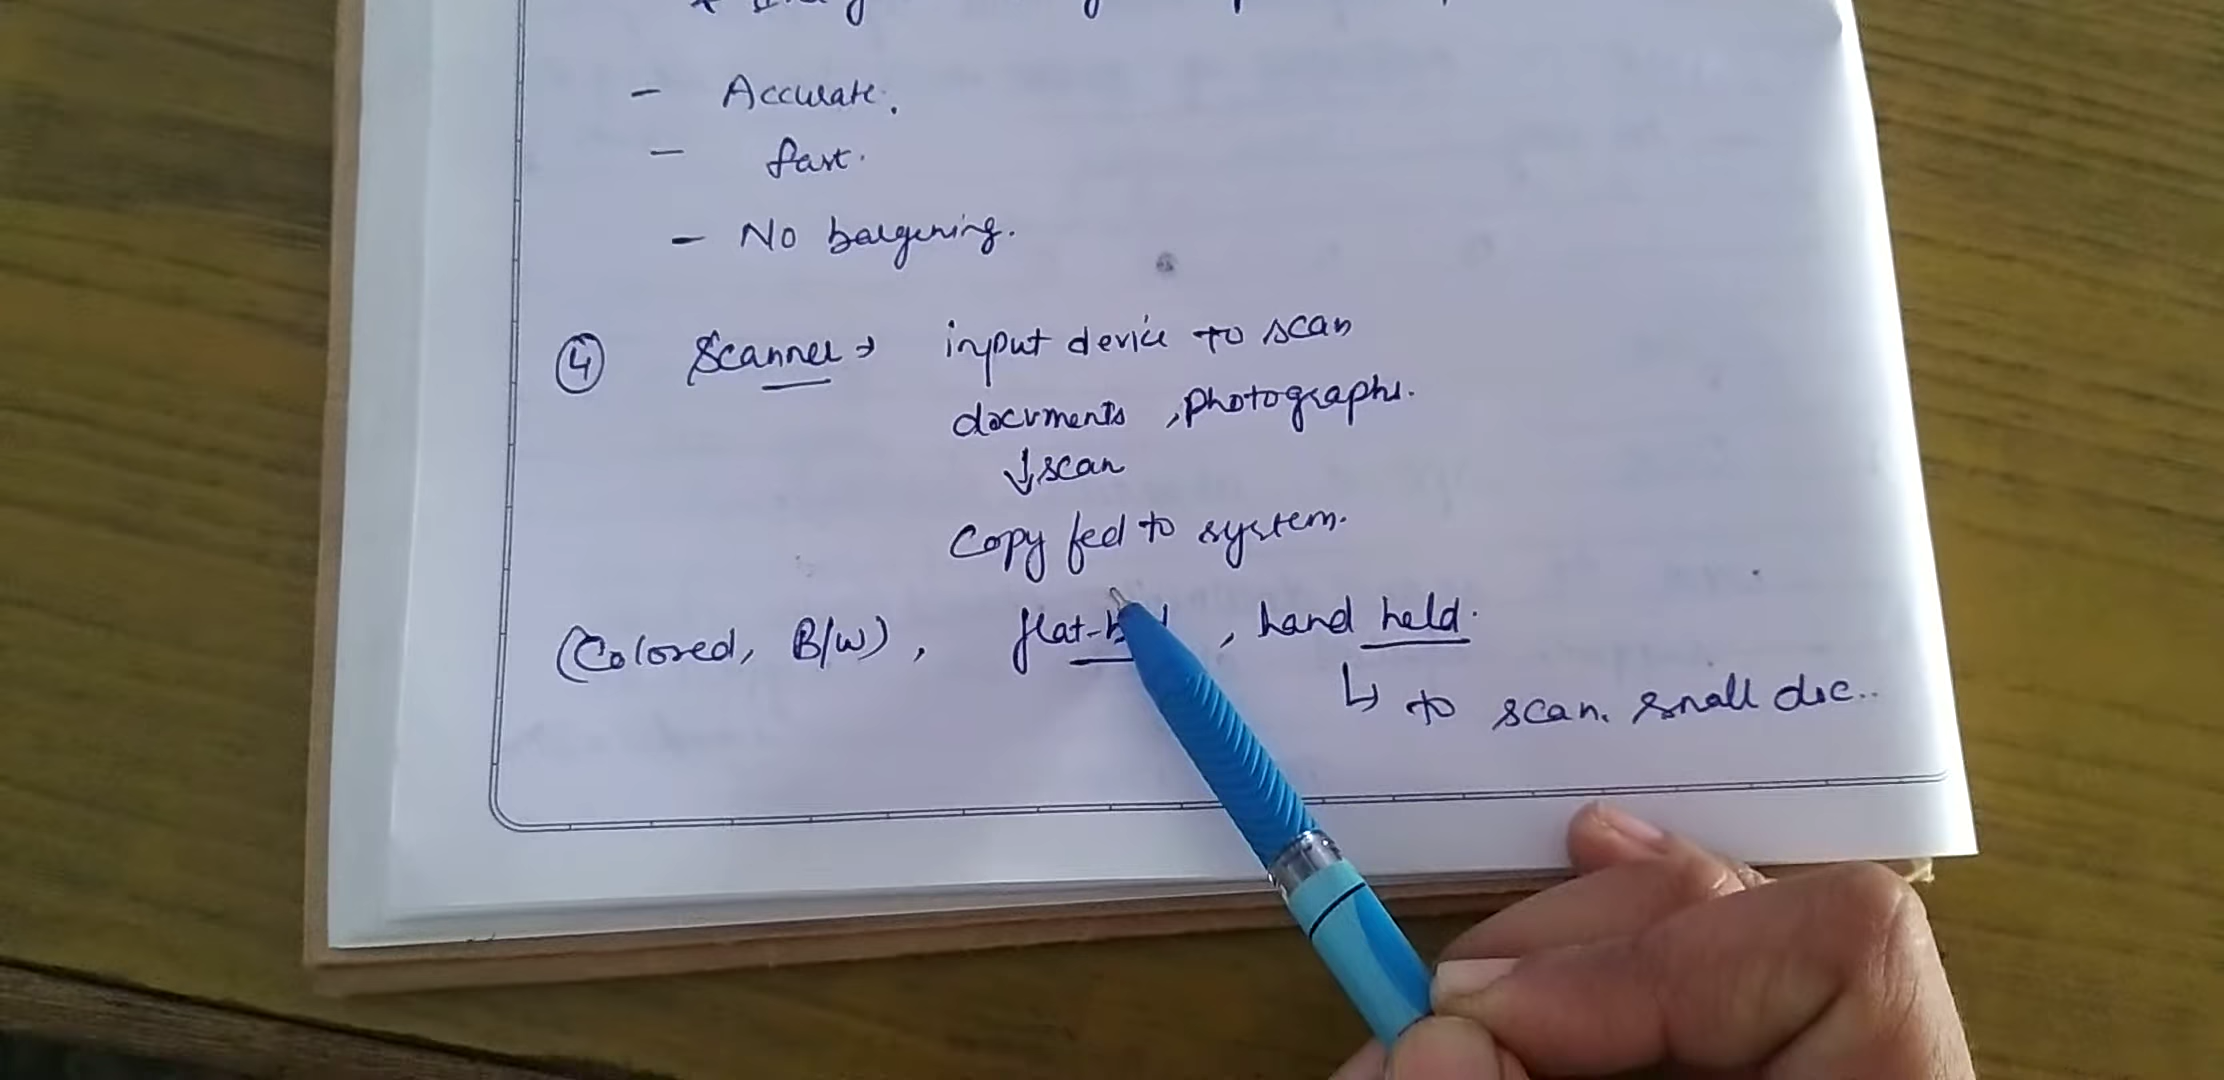 - Accurate.
- fast.
- No bargening.
④ Scanner → input device to scan
documents, photographs.
↓ scan
Copy fed to system.
(Colored, B/W), flat- , hand held.
↳ to scan. small doc..